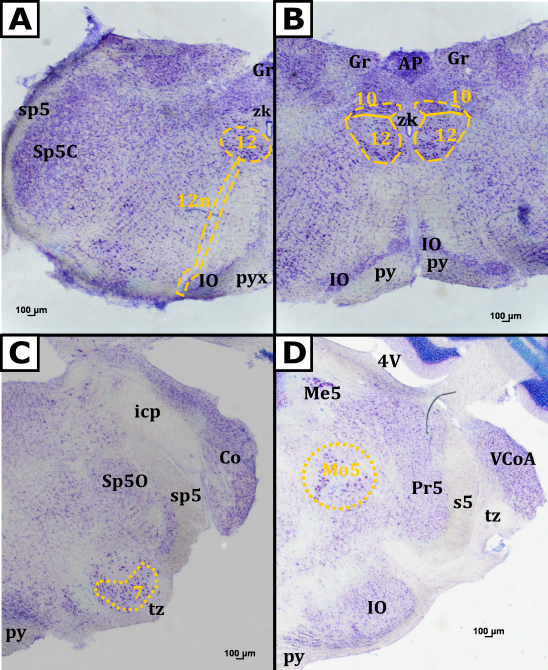 A
Gr
sp5
zk
12
Sp5C
12n
IO
pyx
100 µm
B
Gr AP Gr
10 10
zk
12 12
IO
IO
py py
100 µm
C
icp
Co
Sp5O
sp5
7
tz
py
100 µm
D
4V
Me5
Mo5
VCoA
Pr5
s5
tz
IO
py
100 µm